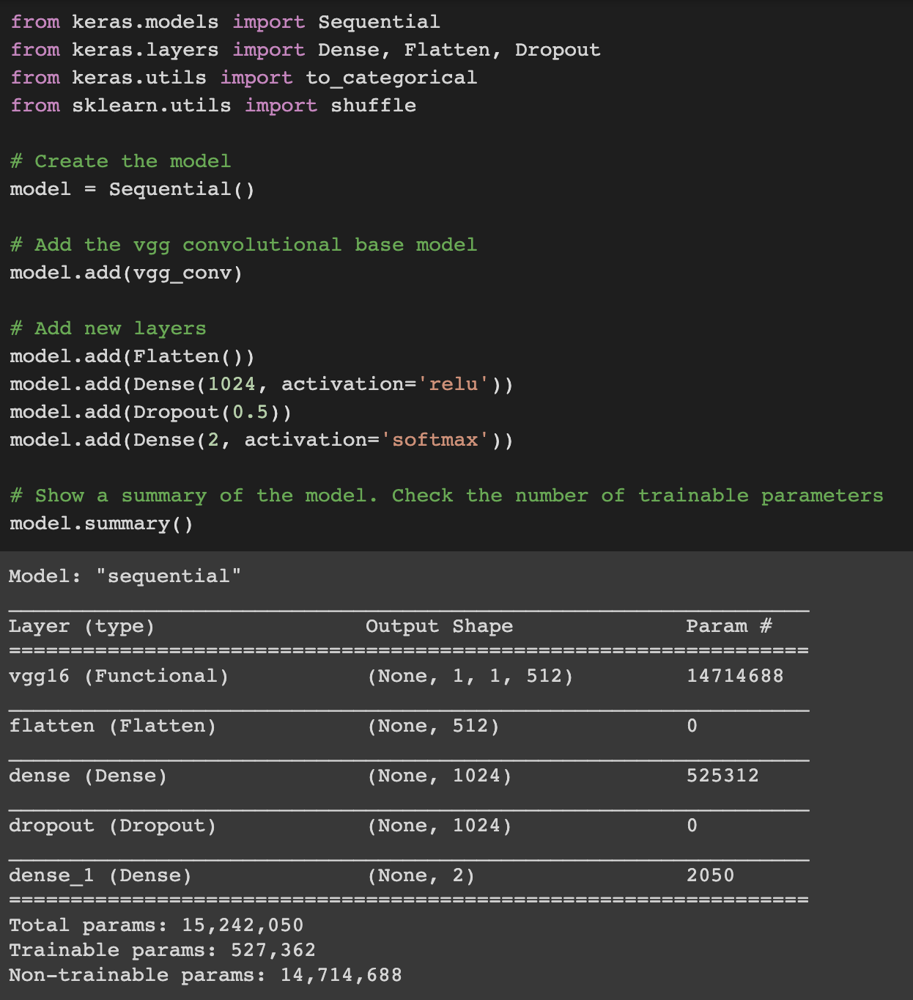 from keras.models import Sequential
from keras.layers import Dense, Flatten, Dropout
from keras.utils import to_categorical
from sklearn.utils import shuffle
# Create the model
model = Sequential()
# Add the vgg convolutional base model
model.add(vgg_conv)
# Add new layers
model.add(Flatten())
model.add(Dense(1024, activation='relu'))
model.add(Dropout(0.5))
model.add(Dense(2, activation='softmax'))
# Show a summary of the model. Check the number of trainable parameters
model.summary()
Model: "sequential"
_________________________________________________________________
Layer (type)                 Output Shape              Param #
=================================================================
vgg16 (Functional)           (None, 1, 1, 512)         14714688
_________________________________________________________________
flatten (Flatten)            (None, 512)               0
_________________________________________________________________
dense (Dense)                (None, 1024)              525312
_________________________________________________________________
dropout (Dropout)            (None, 1024)              0
_________________________________________________________________
dense_1 (Dense)              (None, 2)                 2050
=================================================================
Total params: 15,242,050
Trainable params: 527,362
Non-trainable params: 14,714,688